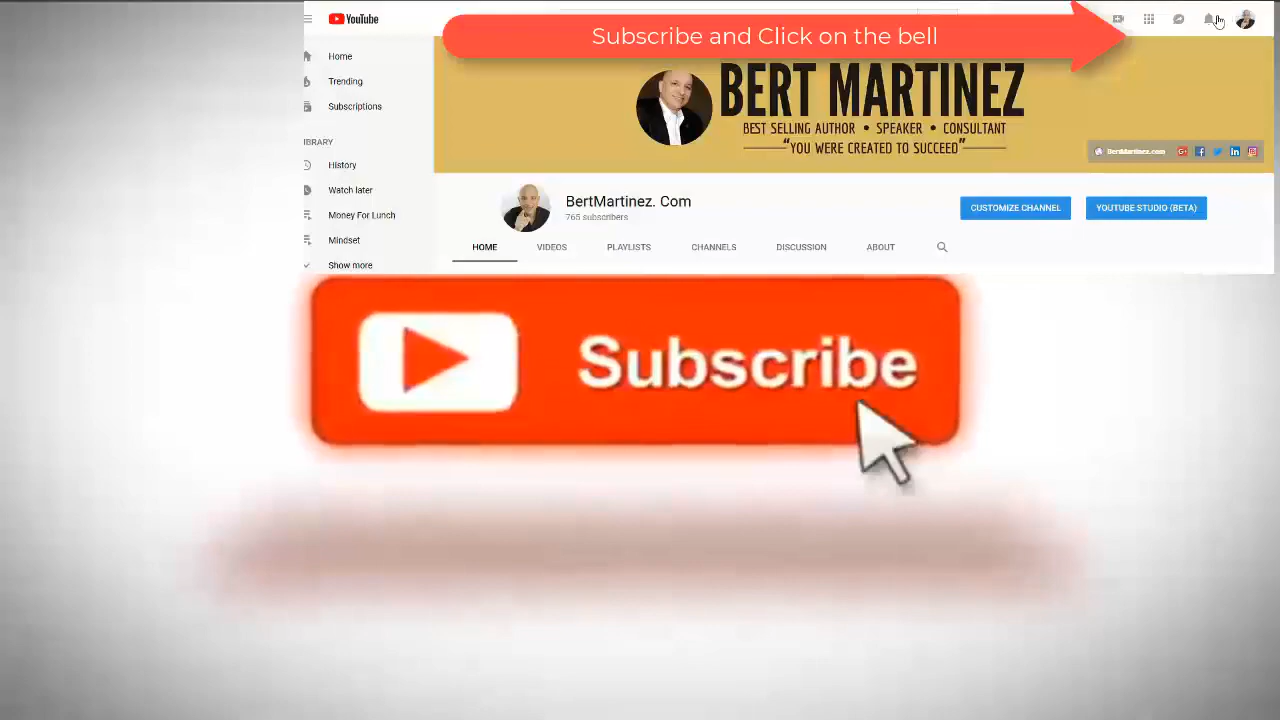 YouTube
Subscribe and Click on the bell
Home
Trending
Subscriptions
IBRARY
History
Watch later
Money For Lunch
Mindset
Show more
BERT MARTINEZ
BEST SELLING AUTHOR • SPEAKER • CONSULTANT
“YOU WERE CREATED TO SUCCEED”
BertMartinez.com
BertMartinez. Com
765 subscribers
CUSTOMIZE CHANNEL
YOUTUBE STUDIO (BETA)
HOME VIDEOS PLAYLISTS CHANNELS DISCUSSION ABOUT
Subscribe